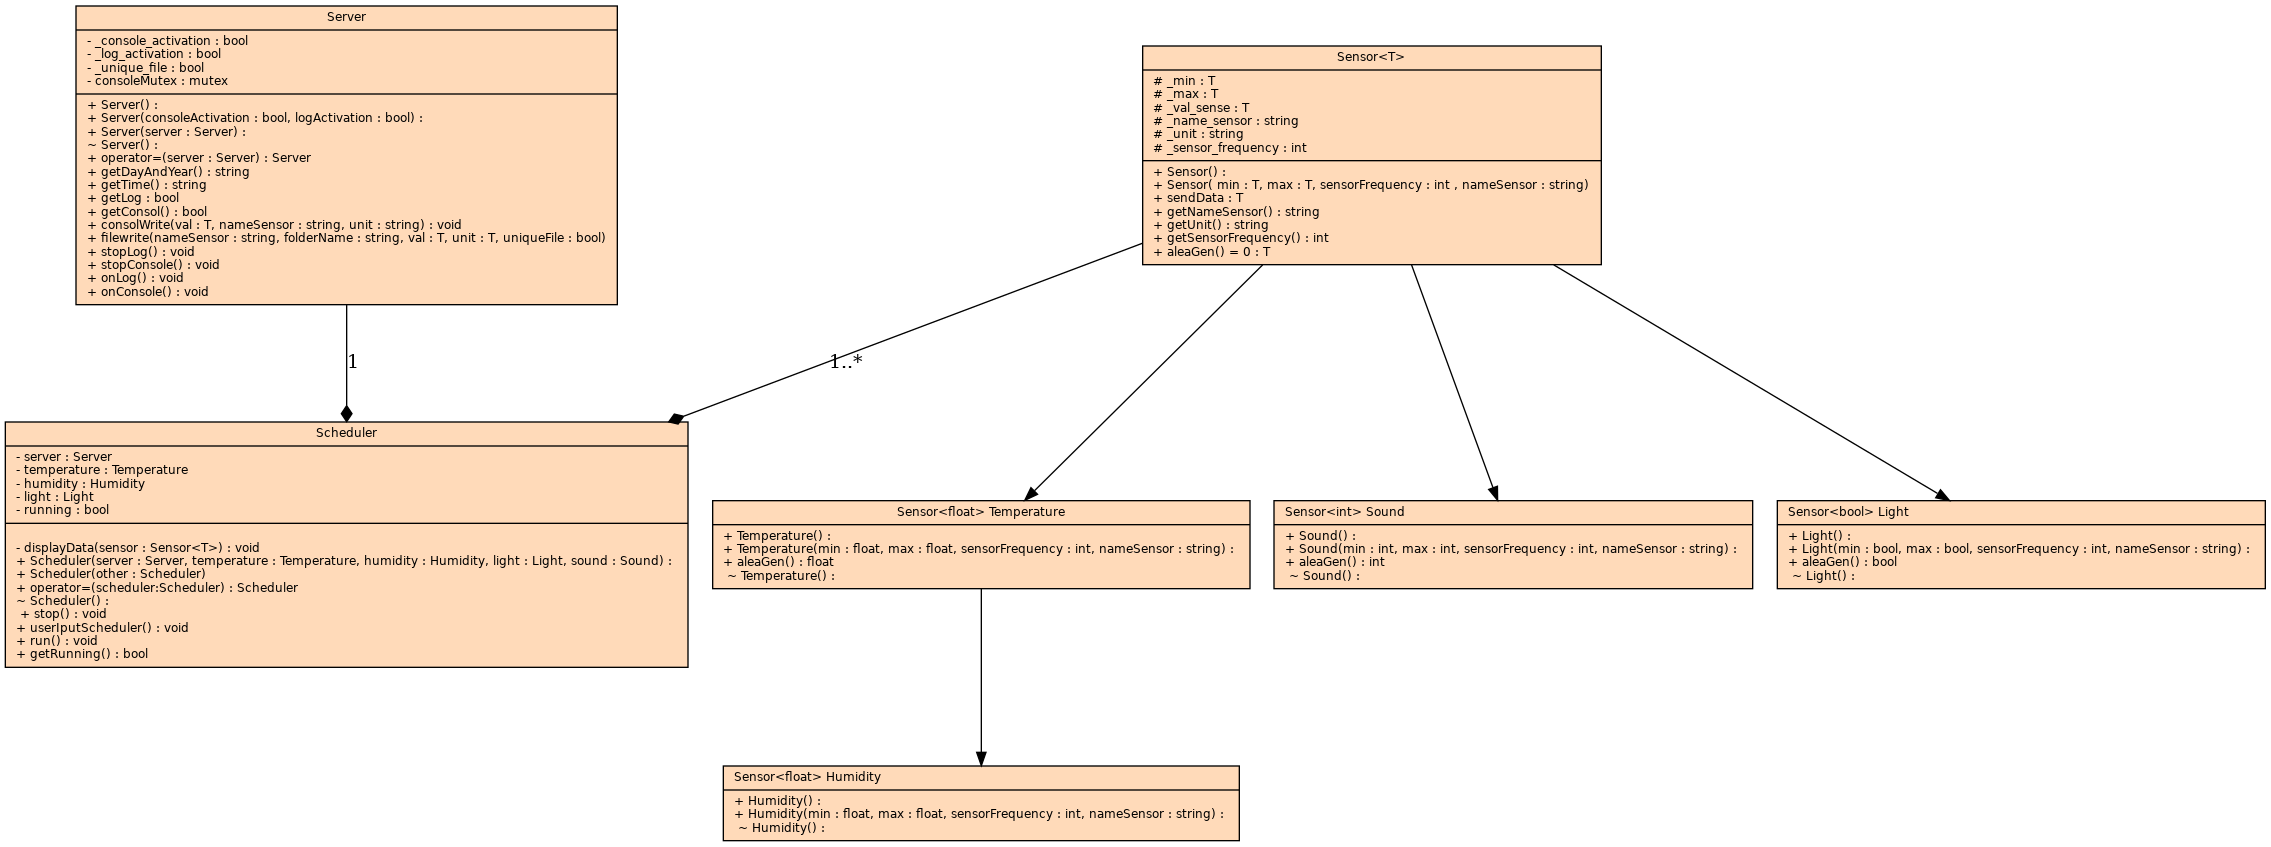 Server
- _console_activation : bool
- _log_activation : bool
- _unique_file : bool
- consoleMutex : mutex
+ Server() :
+ Server(consoleActivation : bool, logActivation : bool) :
+ Server(server : Server) :
~ Server() :
+ operator=(server : Server) : Server
+ getDayAndYear() : string
+ getTime() : string
+ getLog : bool
+ getConsol() : bool
+ consolWrite(val : T, nameSensor : string, unit : string) : void
+ filewrite(nameSensor : string, folderName : string, val : T, unit : T, uniqueFile : bool)
+ stopLog() : void
+ stopConsole() : void
+ onLog() : void
+ onConsole() : void
Sensor<T>
# _min : T
# _max : T
# _val_sense : T
# _name_sensor : string
# _unit : string
# _sensor_frequency : int
+ Sensor() :
+ Sensor( min : T, max : T, sensorFrequency : int , nameSensor : string)
+ sendData : T
+ getNameSensor() : string
+ getUnit() : string
+ getSensorFrequency() : int
+ aleaGen() = 0 : T
1
1..*
Scheduler
- server : Server
- temperature : Temperature
- humidity : Humidity
- light : Light
- running : bool
- displayData(sensor : Sensor<T>) : void
+ Scheduler(server : Server, temperature : Temperature, humidity : Humidity, light : Light, sound : Sound) :
+ Scheduler(other : Scheduler)
+ operator=(scheduler:Scheduler) : Scheduler
~ Scheduler() :
+ stop() : void
+ userIputScheduler() : void
+ run() : void
+ getRunning() : bool
Sensor<float> Temperature
+ Temperature() :
+ Temperature(min : float, max : float, sensorFrequency : int, nameSensor : string) :
+ aleaGen() : float
~ Temperature() :
Sensor<int> Sound
+ Sound() :
+ Sound(min : int, max : int, sensorFrequency : int, nameSensor : string) :
+ aleaGen() : int
~ Sound() :
Sensor<bool> Light
+ Light() :
+ Light(min : bool, max : bool, sensorFrequency : int, nameSensor : string) :
+ aleaGen() : bool
~ Light() :
Sensor<float> Humidity
+ Humidity() :
+ Humidity(min : float, max : float, sensorFrequency : int, nameSensor : string) :
~ Humidity() :